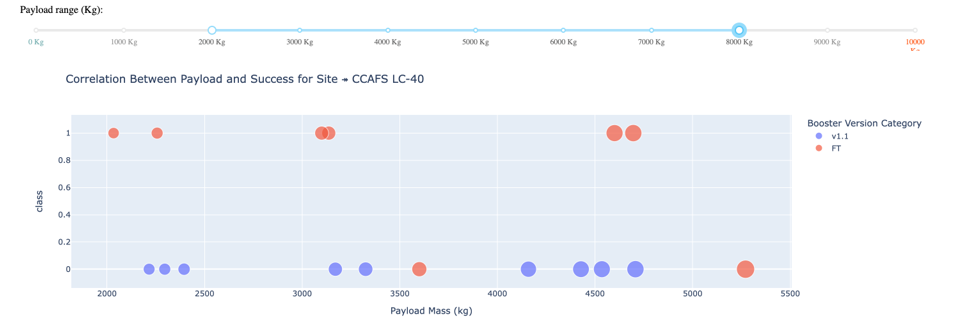 Payload range (Kg):
0 Kg 1000 Kg 2000 Kg 3000 Kg 4000 Kg 5000 Kg 6000 Kg 7000 Kg 8000 Kg 9000 Kg 10000
Correlation Between Payload and Success for Site → CCAFS LC-40
Booster Version Category
v1.1
FT
1
0.8
0.6
class
0.4
0.2
0
2000 2500 3000 3500 4000 4500 5000 5500
Payload Mass (kg)